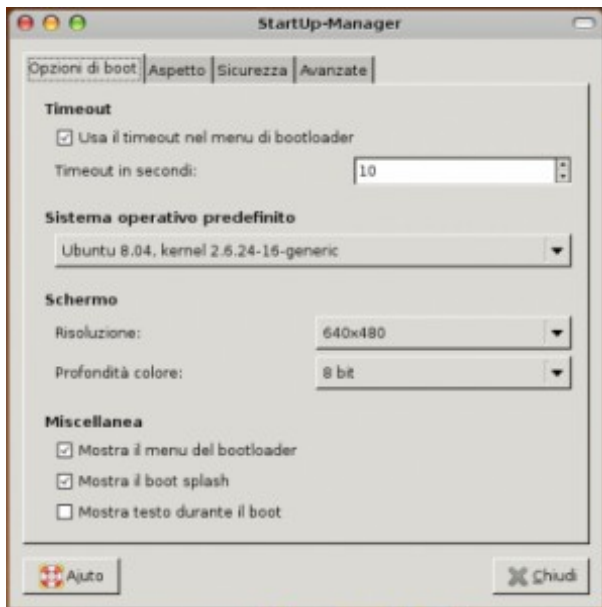 StartUp-Manager
Opzioni di boot Aspetto Sicurezza Avanzate
Timeout
Usa il timeout nel menu di bootloader
Timeout in secondi: 10
Sistema operativo predefinito
Ubuntu 8.04, kernel 2.6.24-16-generic
Schermo
Risoluzione: 640x480
Profondità colore: 8 bit
Miscellanea
Mostra il menu del bootloader
Mostra il boot splash
Mostra testo durante il boot
Aiuto Chiudi